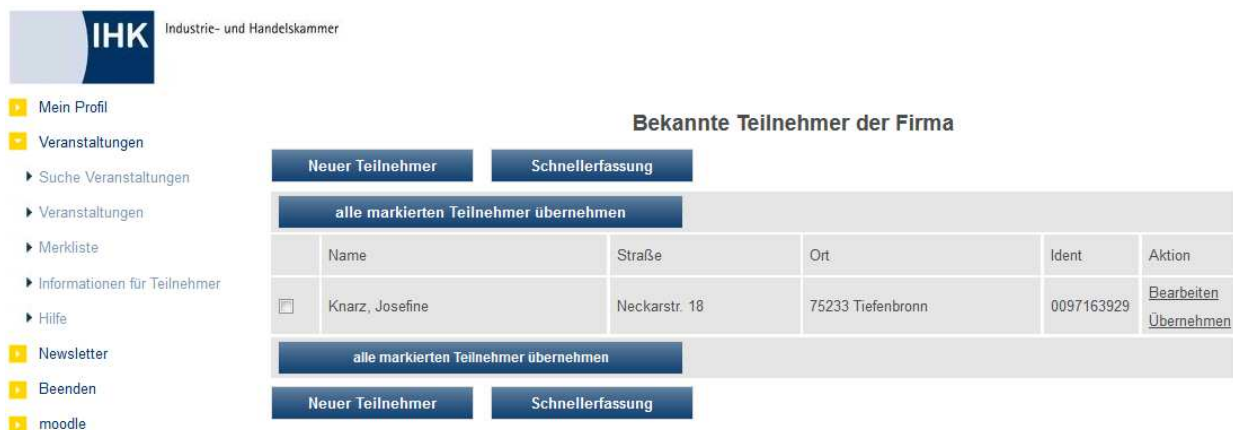 IHK Industrie- und Handelskammer
Mein Profil
Veranstaltungen
Suche Veranstaltungen
Veranstaltungen
Merkliste
Informationen für Teilnehmer
Hilfe
Newsletter
Beenden
moodle
Bekannte Teilnehmer der Firma
Neuer Teilnehmer Schnellerfassung
alle markierten Teilnehmer übernehmen
Name Straße Ort Ident Aktion
Knarz, Josefine Neckarstr. 18 75233 Tiefenbronn 0097163929 Bearbeiten
Übernehmen
alle markierten Teilnehmer übernehmen
Neuer Teilnehmer Schnellerfassung